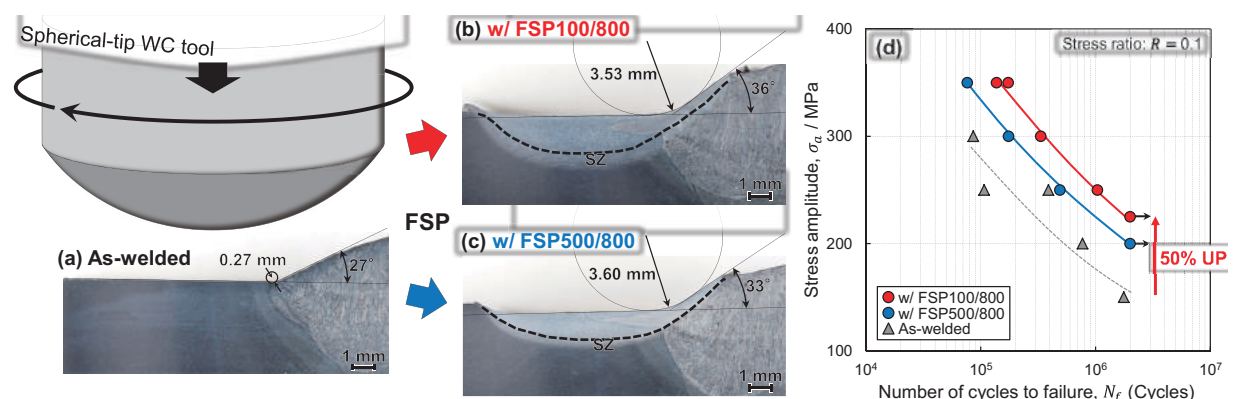 Spherical-tip WC tool
(a) As-welded
0.27 mm
27°
1 mm
FSP
(b) w/ FSP100/800
3.53 mm
36°
SZ
1 mm
(c) w/ FSP500/800
3.60 mm
33°
SZ
1 mm
(d)
Stress ratio: R = 0.1
Stress amplitude, σₐ / MPa
400
300
200
100
50% UP
w/ FSP100/800
w/ FSP500/800
As-welded
10⁴
10⁵
10⁶
10⁷
Number of cycles to failure, N_f (Cycles)